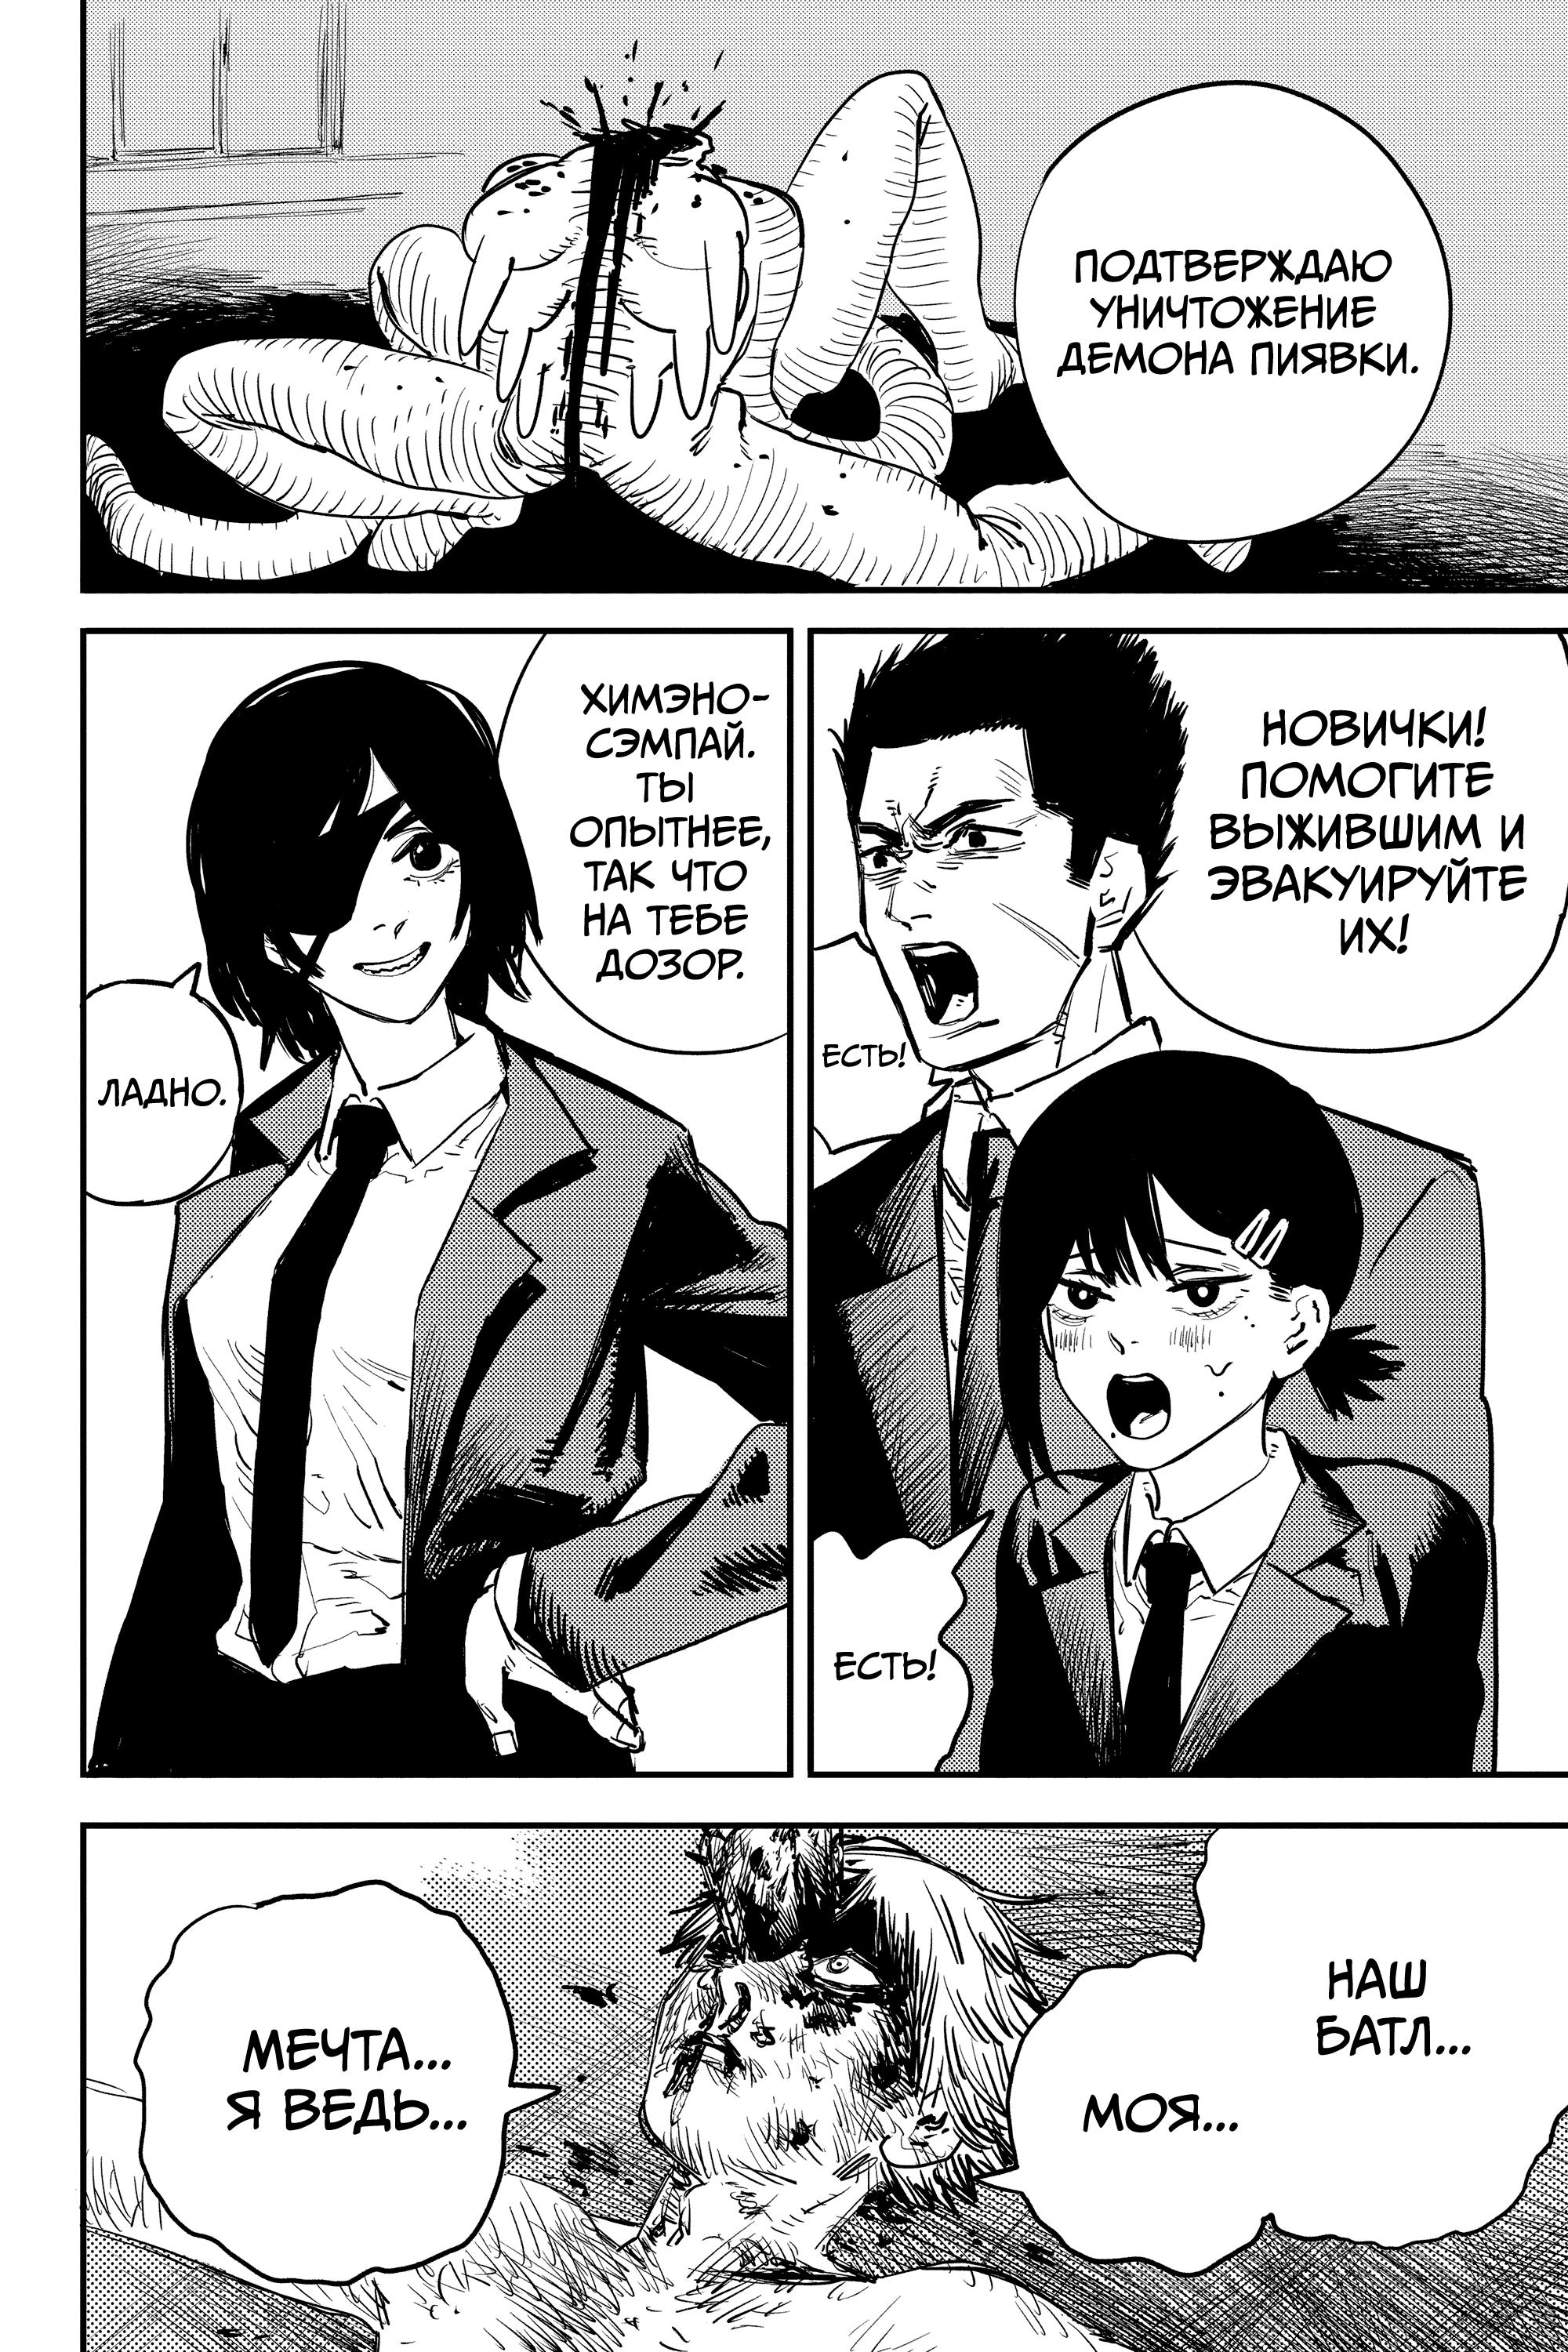 ПОДТВЕРЖДАЮ
УНИЧТОЖЕНИЕ
ДЕМОНА ПИЯВКИ.
НОВИЧКИ!
ПОМОГИТЕ
ВЫЖИВШИМ И
ЭВАКУИРУЙТЕ
ИХ!
ЕСТЬ!
ЕСТЬ!
ХИМЭНО-
СЭМПАЙ.
ТЫ
ОПЫТНЕЕ,
ТАК ЧТО
НА ТЕБЕ
ДОЗОР.
ЛАДНО.
НАШ
БАТЛ...
МОЯ...
МЕЧТА...
Я ВЕДЬ...